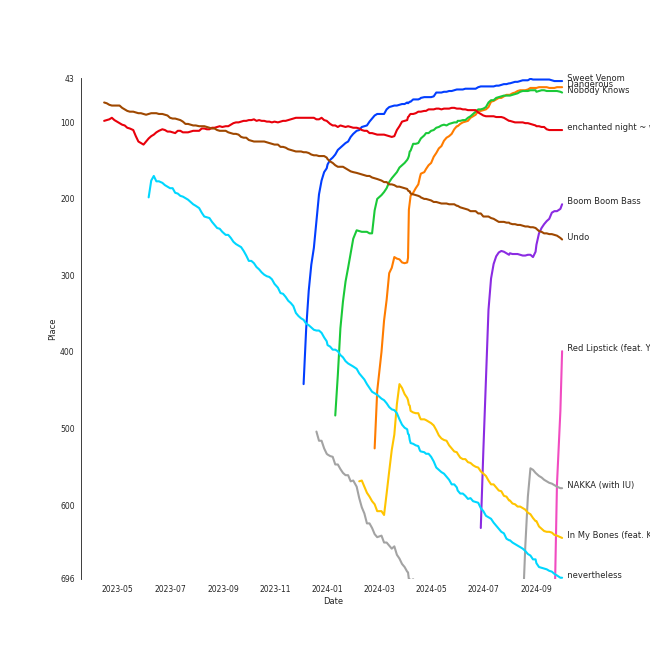 43
100
200
300
400
500
600
696
Place
2023-05
2023-07
2023-09
2023-11
2024-01
2024-03
2024-05
2024-07
2024-09
Date
Sweet Venom
Dangerous
Nobody Knows
enchanted night ~
Boom Boom Bass
Undo
Red Lipstick (feat. Y
NAKKA (with IU)
In My Bones (feat. K
nevertheless